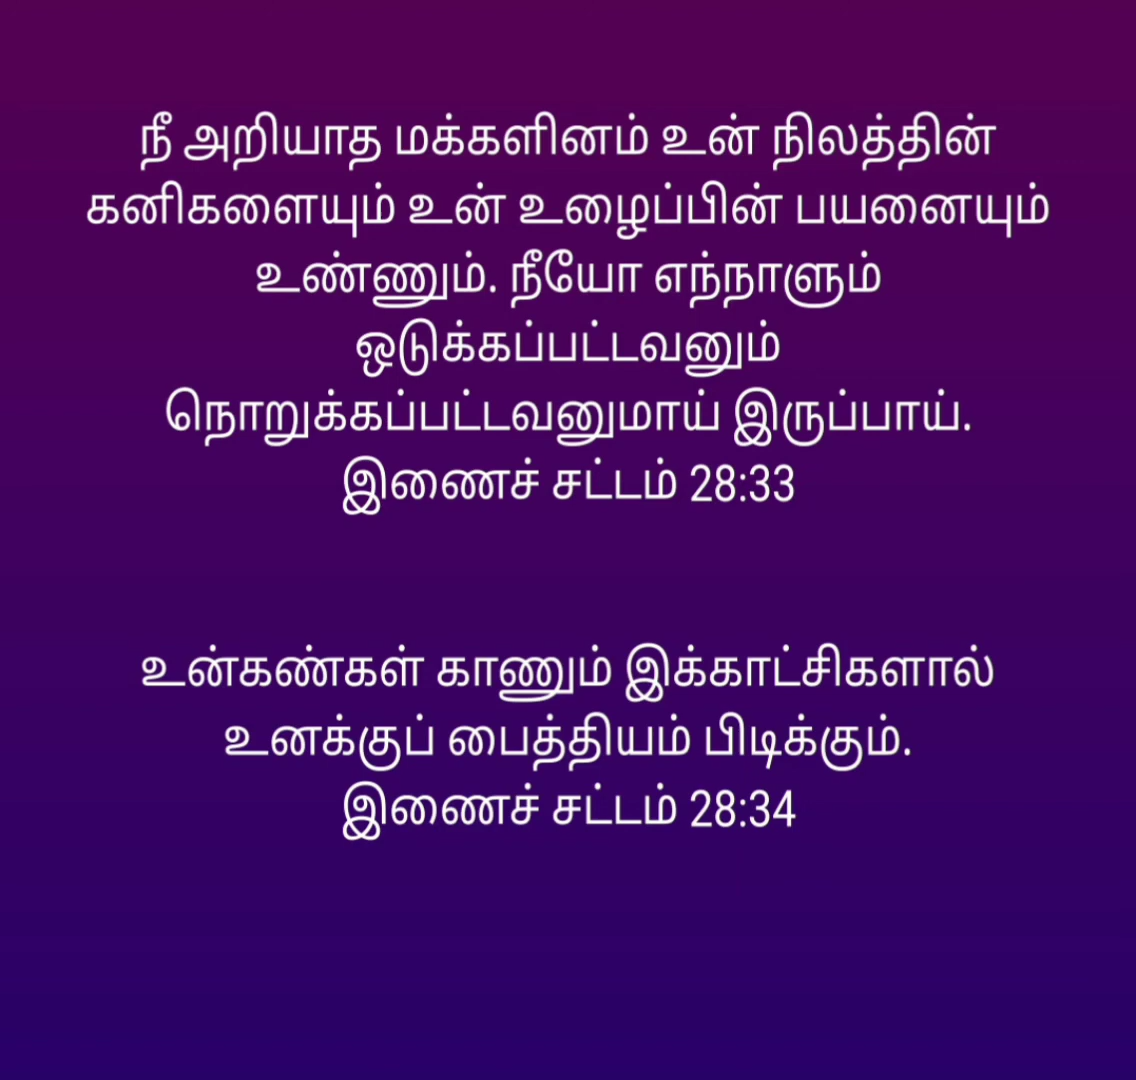 நீ அறியாத மக்களினம் உன் நிலத்தின்
கனிகளையும் உன் உழைப்பின் பயனையும்
உண்ணும். நீயோ எந்நாளும்
ஒடுக்கப்பட்டவனும்
நொறுக்கப்பட்டவனுமாய் இருப்பாய்.
இணைச் சட்டம் 28:33
உன்கண்கள் காணும் இக்காட்சிகளால்
உனக்குப் பைத்தியம் பிடிக்கும்.
இணைச் சட்டம் 28:34